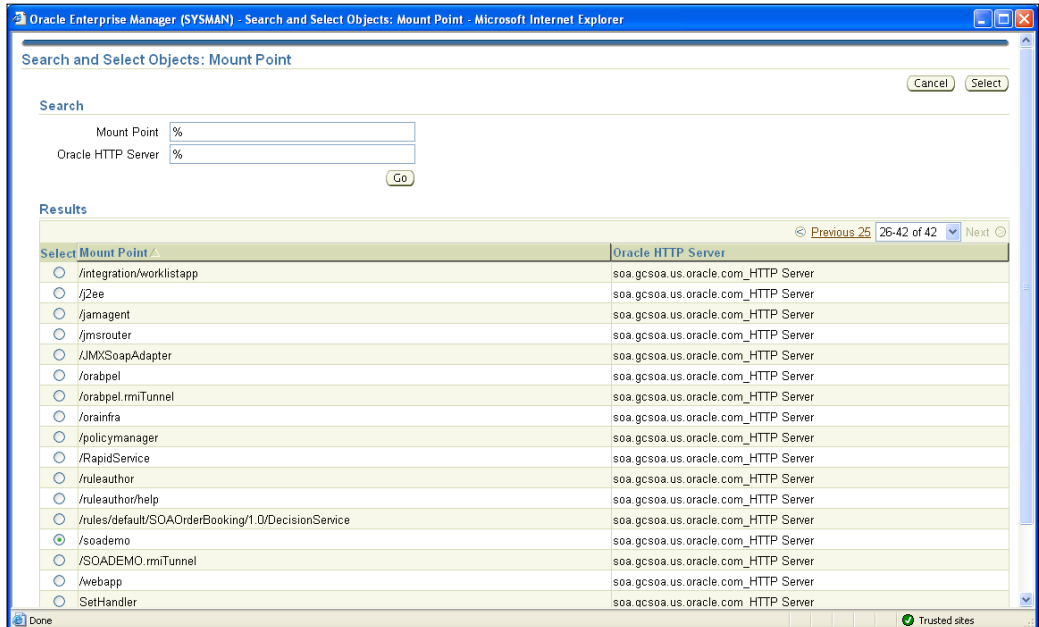 Oracle Enterprise Manager (SYSMAN) - Search and Select Objects: Mount Point - Microsoft Internet Explorer
Search and Select Objects: Mount Point
Cancel Select
Search
Mount Point %
Oracle HTTP Server %
Go
Results
Previous 25 26-42 of 42 Next
Select Mount Point Oracle HTTP Server
/integration/worklistapp soa.gcsoa.us.oracle.com_HTTP Server
/j2ee soa.gcsoa.us.oracle.com_HTTP Server
/jamagent soa.gcsoa.us.oracle.com_HTTP Server
/jmsrouter soa.gcsoa.us.oracle.com_HTTP Server
/JMXSoapAdapter soa.gcsoa.us.oracle.com_HTTP Server
/orabpel soa.gcsoa.us.oracle.com_HTTP Server
/orabpel.rmiTunnel soa.gcsoa.us.oracle.com_HTTP Server
/orainfra soa.gcsoa.us.oracle.com_HTTP Server
/policymanager soa.gcsoa.us.oracle.com_HTTP Server
/RapidService soa.gcsoa.us.oracle.com_HTTP Server
/ruleauthor soa.gcsoa.us.oracle.com_HTTP Server
/ruleauthor/help soa.gcsoa.us.oracle.com_HTTP Server
/rules/default/SOAOrderBooking/1.0/DecisionService soa.gcsoa.us.oracle.com_HTTP Server
/soademo soa.gcsoa.us.oracle.com_HTTP Server
/SOADEMO.rmiTunnel soa.gcsoa.us.oracle.com_HTTP Server
/webapp soa.gcsoa.us.oracle.com_HTTP Server
SetHandler soa.gcsoa.us.oracle.com_HTTP Server
Done Trusted sites